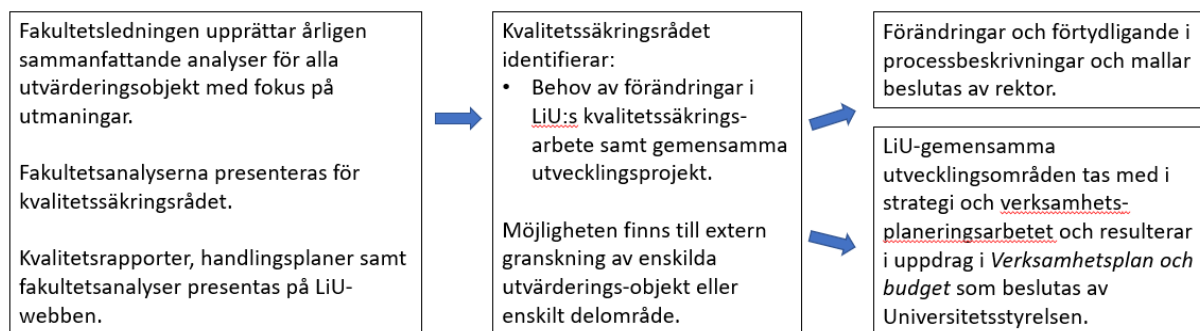 Fakultetsledningen upprättar årligen
sammanfattande analyser för alla
utvärderingsobjekt med fokus på
utmaningar.
Fakultetsanalyserna presenteras för
kvalitetssäkringsrådet.
Kvalitetsrapporter, handlingsplaner samt
fakultetsanalyser presentas på LiU-
webben.
Kvalitetssäkringsrådet
identifierar:
• Behov av förändringar i
LiU:s kvalitetssäkrings-
arbete samt gemensamma
utvecklingsprojekt.
Möjligheten finns till extern
granskning av enskilda
utvärderings-objekt eller
enskilt delområde.
Förändringar och förtydligande i
processbeskrivningar och mallar
beslutas av rektor.
LiU-gemensamma
utvecklingsområden tas med i
strategi och verksamhets-
planeringsarbetet och resulterar
i uppdrag i Verksamhetsplan och
budget som beslutas av
Universitetsstyrelsen.